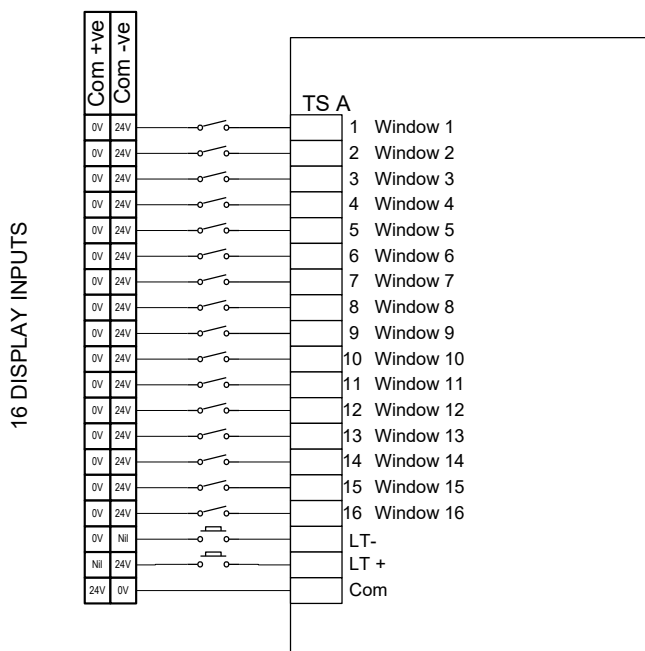 Com +ve
Com -ve
TS A
16 DISPLAY INPUTS
0V 24V 1 Window 1
0V 24V 2 Window 2
0V 24V 3 Window 3
0V 24V 4 Window 4
0V 24V 5 Window 5
0V 24V 6 Window 6
0V 24V 7 Window 7
0V 24V 8 Window 8
0V 24V 9 Window 9
0V 24V 10 Window 10
0V 24V 11 Window 11
0V 24V 12 Window 12
0V 24V 13 Window 13
0V 24V 14 Window 14
0V 24V 15 Window 15
0V 24V 16 Window 16
0V Nil LT-
Nil 24V LT +
24V 0V Com